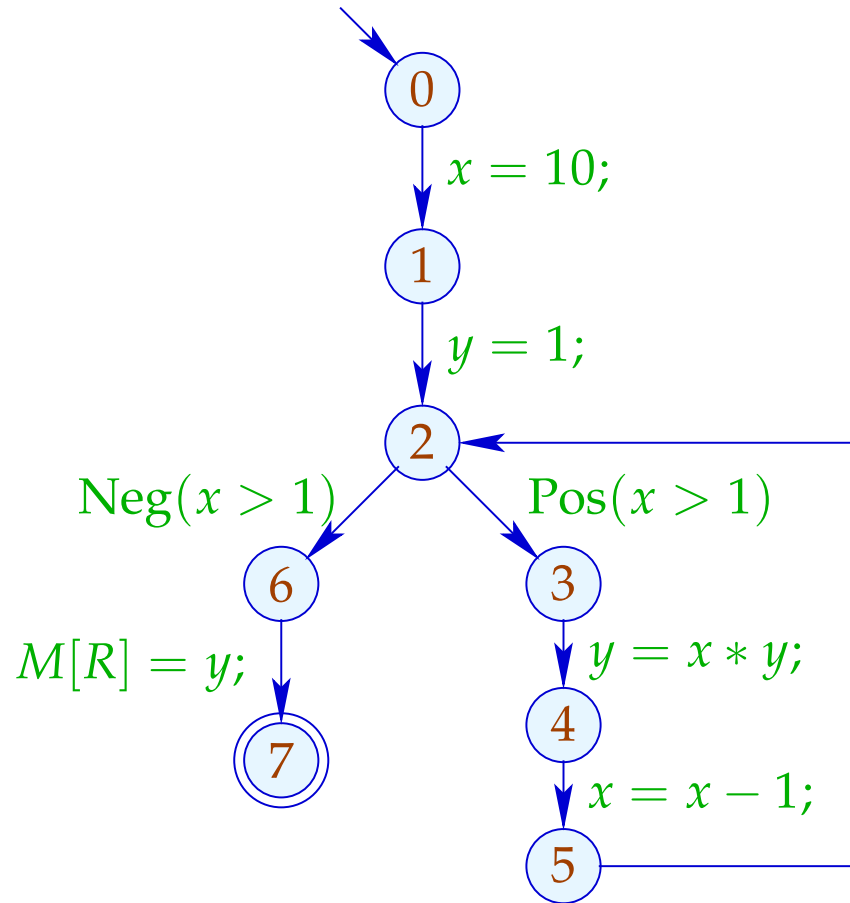 0
x = 10;
1
y = 1;
2
Neg(x > 1) Pos(x > 1)
6 3
M[R] = y; y = x ∗ y;
7 4
x = x − 1;
5